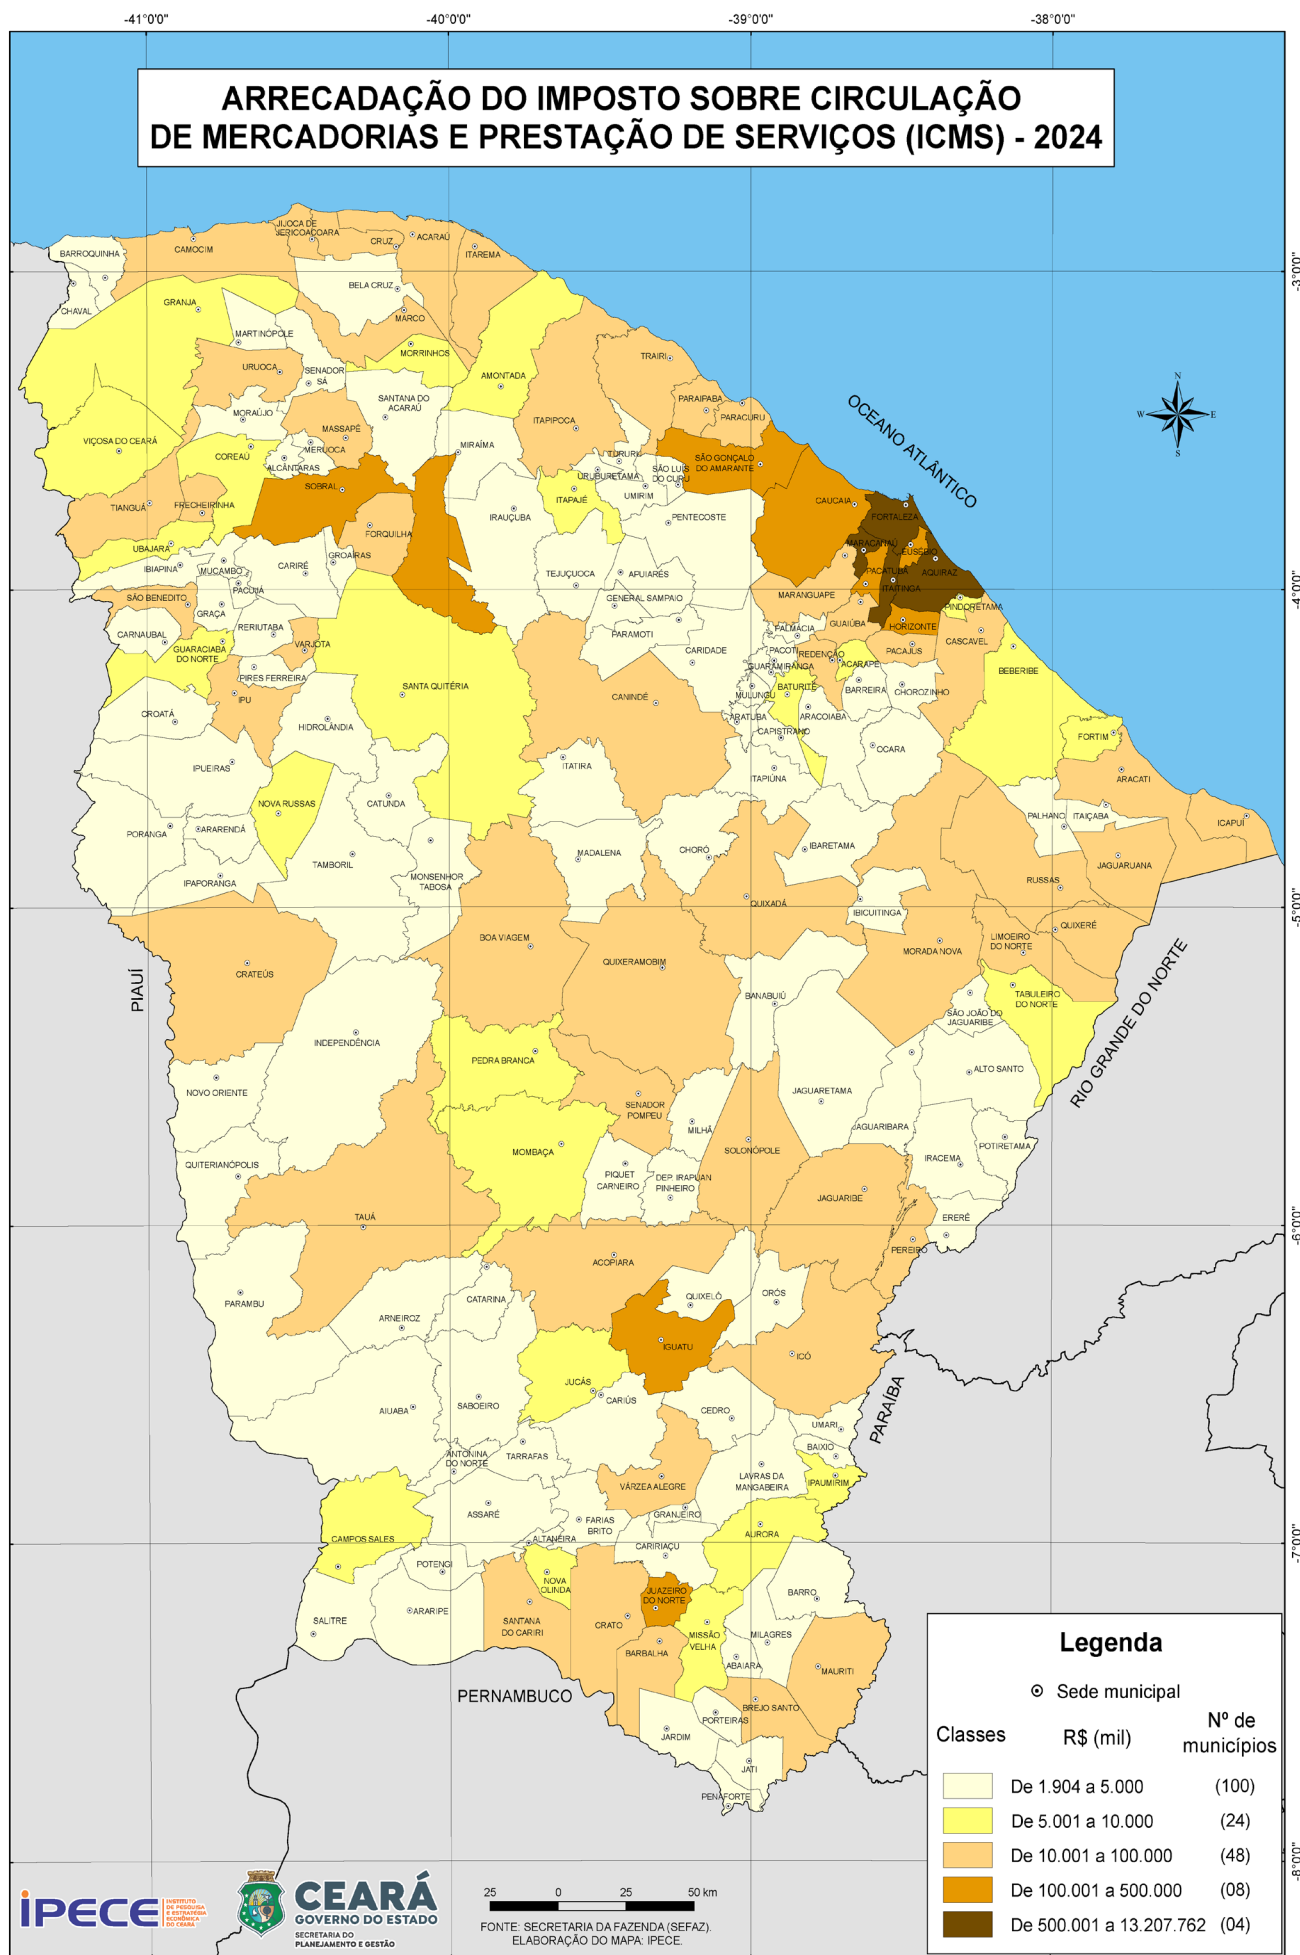 -41°0'0"
-40°0'0"
-39°0'0"
-38°0'0"
ARRECADAÇÃO DO IMPOSTO SOBRE CIRCULAÇÃO
DE MERCADORIAS E PRESTAÇÃO DE SERVIÇOS (ICMS) - 2024
JIJOCA DE
JERICOACOARA
CRUZ
ACARAÚ
ITAREMA
CAMOCIM
BARROQUINHA
-3°0'0"
CHAVAL
BELA CRUZ
GRANJA
MARCO
MARTINÓPOLE
MORRINHOS
URUOCA
SENADOR
SÁ
AMONTADA
TRAIRI
SANTANA DO
ACARAÚ
PARAIPABA
PARACURU
OCEANO ATLÂNTICO
N
W
E
S
MORAÚJO
MASSAPÊ
ITAPIPOCA
VIÇOSA DO CEARÁ
COREAÚ
MERUOCA
ALCÂNTARAS
MIRAÍMA
TURURU
URUBURETAMA
SÃO LUÍS
DO CURU
SÃO GONÇALO
DO AMARANTE
SOBRAL
ITAPAJÉ
UMIRIM
CAUCAIA
TIANGUÁ
FRECHEIRINHA
IRAUÇUBA
PENTECOSTE
FORTALEZA
FORQUILHA
UBAJARA
MARACANAÚ
EUSÉBIO
IBIAPINA
MUCAMBO
CARIRÉ
GROAÍRAS
TEJUÇUOCA
APUIARÉS
PACATUBA
AQUIRAZ
ITAITINGA
-4°0'0"
PACUJÁ
SÃO BENEDITO
GRAÇA
GENERAL SAMPAIO
MARANGUAPE
PINDORETAMA
CARNAUBAL
RERIUTABA
PARAMOTI
PALMÁCIA
GUAIÚBA
HORIZONTE
CASCAVEL
GUARACIABA
DO NORTE
VARJOTA
CARIDADE
PACOTI
REDENÇÃO
PACAJUS
GUARAMIRANGA
ACARAPE
BEBERIBE
PIRES FERREIRA
SANTA QUITÉRIA
CANINDÉ
MULUNGU
BATURITÉ
BARREIRA
CHOROZINHO
IPU
CROATÁ
HIDROLÂNDIA
ARATUBA
ARACOIABA
CAPISTRANO
FORTIM
OCARA
IPUEIRAS
ITATIRA
ITAPIÚNA
ARACATI
NOVA RUSSAS
CATUNDA
PORANGA
ARARENDÁ
PALHANO
ITAIÇABA
ICAPUÍ
TAMBORIL
MADALENA
CHORÓ
IBARETAMA
JAGUARUANA
IPAPORANGA
MONSENHOR
TABOSA
RUSSAS
QUIXADÁ
IBICUITINGA
-5°0'0"
BOA VIAGEM
MORADA NOVA
LIMOEIRO
DO NORTE
QUIXERÉ
CRATEÚS
QUIXERAMOBIM
PIAUÍ
BANABUIÚ
TABULEIRO
DO NORTE
SÃO JOÃO DO
JAGUARIBE
RIO GRANDE DO NORTE
INDEPENDÊNCIA
PEDRA BRANCA
ALTO SANTO
NOVO ORIENTE
JAGUARETAMA
SENADOR
POMPEU
MILHÃ
JAGUARIBARA
SOLONÓPOLE
POTIRETAMA
MOMBAÇA
IRACEMA
QUITERIANÓPOLIS
PIQUET
CARNEIRO
DEP. IRAPUAN
PINHEIRO
JAGUARIBE
TAUÁ
ERERÊ
-6°0'0"
PEREIRO
ACOPIARA
PARAMBU
CATARINA
QUIXELÔ
ORÓS
ARNEIROZ
IGUATU
ICÓ
JUCÁS
CARIÚS
AIUABA
SABOEIRO
CEDRO
PARAÍBA
UMARI
ANTONINA
DO NORTE
TARRAFAS
BAIXIO
LAVRAS DA
MANGABEIRA
IPAUMIRIM
VÁRZEA ALEGRE
ASSARÉ
GRANJEIRO
FARIAS
BRITO
AURORA
CAMPOS SALES
ALTANEIRA
CARIRIAÇU
-7°0'0"
POTENGI
NOVA
OLINDA
JUAZEIRO
DO NORTE
BARRO
SALITRE
ARARIPE
SANTANA
DO CARIRI
CRATO
MISSÃO
VELHA
MILAGRES
BARBALHA
ABAIARA
MAURITI
PERNAMBUCO
BREJO SANTO
PORTEIRAS
JARDIM
JATI
PENAFORTE
Legenda
Sede municipal
Classes
R$ (mil)
Nº de
municípios
De 1.904 a 5.000 (100)
De 5.001 a 10.000 (24)
De 10.001 a 100.000 (48)
De 100.001 a 500.000 (08)
De 500.001 a 13.207.762 (04)
-8°0'0"
iPECE
INSTITUTO
DE PESQUISA
E ESTRATÉGIA
ECONÔMICA
DO CEARÁ
CEARÁ
GOVERNO DO ESTADO
SECRETARIA DO
PLANEJAMENTO E GESTÃO
25 0 25 50 km
FONTE: SECRETARIA DA FAZENDA (SEFAZ).
ELABORAÇÃO DO MAPA: IPECE.